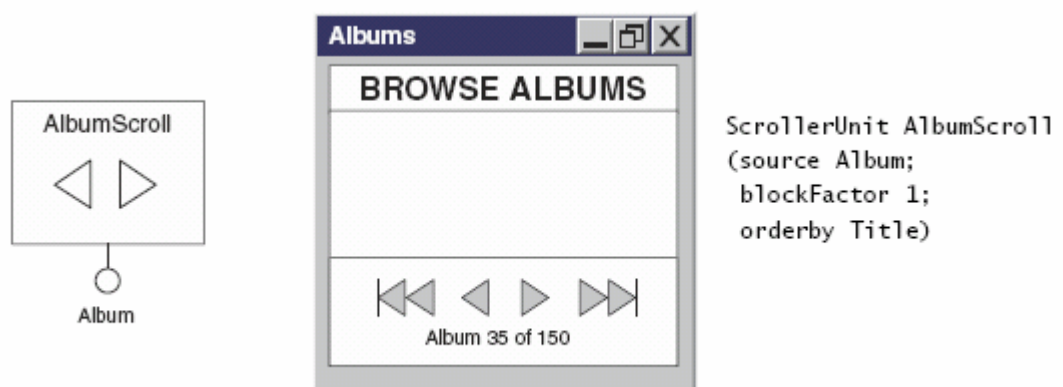 AlbumScroll
Album
Albums
BROWSE ALBUMS
Album 35 of 150
ScrollerUnit AlbumScroll
(source Album;
blockFactor 1;
orderby Title)